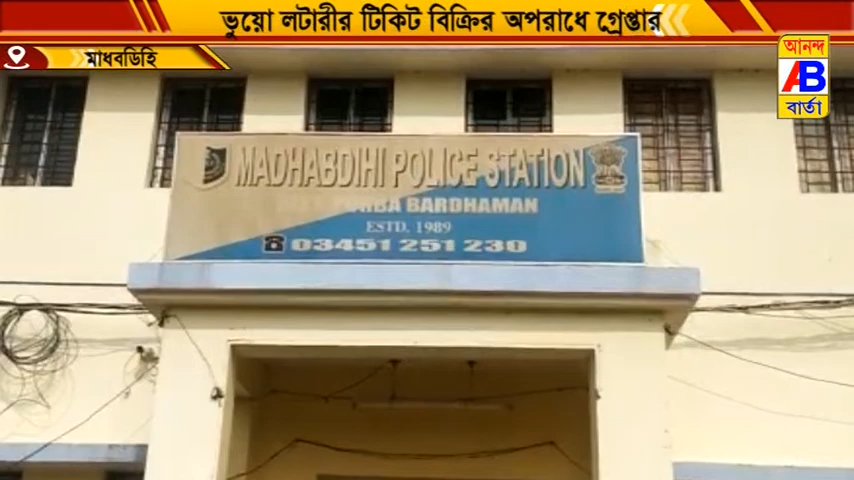 ভুয়ো লটারীর টিকিট বিক্রির অপরাধে গ্রেপ্তার
মাধবডিহি
আনন্দ
AB
বার্তা
MADHABDIHI POLICE STATION
PURBA BARDHAMAN
ESTD. 1989
03451 251 230